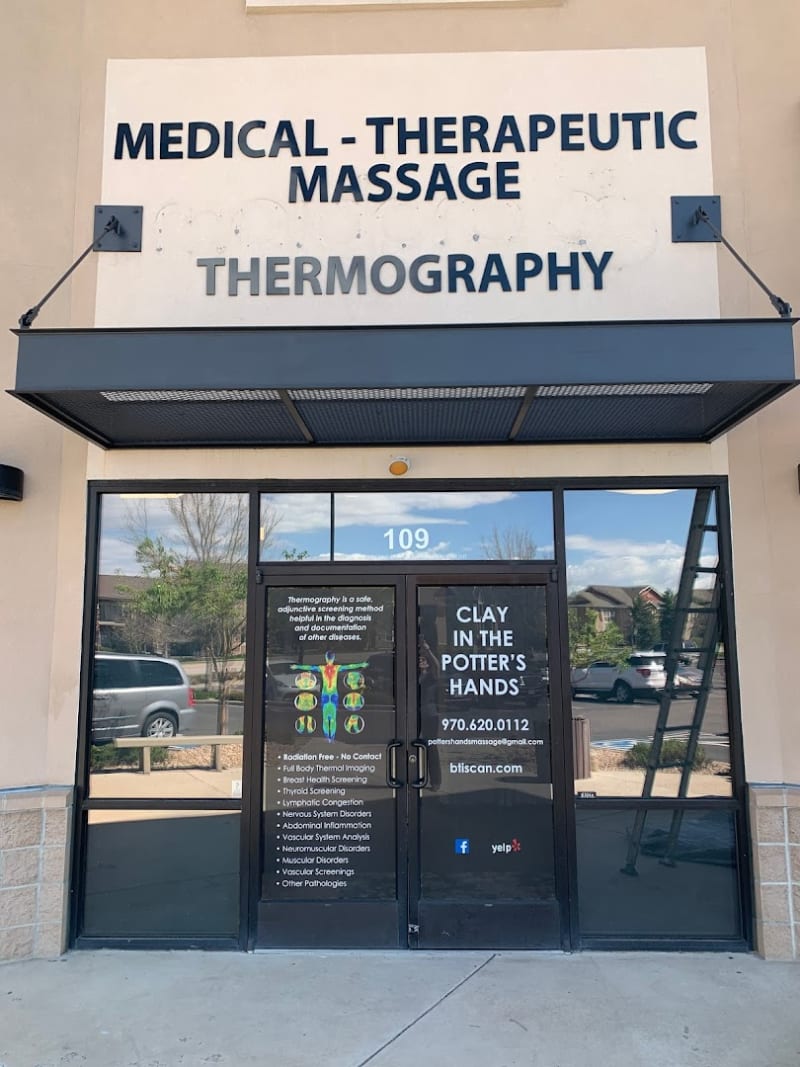 MEDICAL - THERAPEUTIC
MASSAGE
THERMOGRAPHY
109
Thermography is a safe,
adjunctive screening method
helpful in the diagnosis
and documentation
of other diseases.
• Radiation Free - No Contact
• Full Body Thermal Imaging
• Breast Health Screening
• Thyroid Screening
• Lymphatic Congestion
• Nervous System Disorders
• Abdominal Inflammation
• Vascular System Analysis
• Neuromuscular Disorders
• Muscular Disorders
• Vascular Screenings
• Other Pathologies
CLAY
IN THE
POTTER'S
HANDS
970.620.0112
pottershandsmassage@gmail.com
btiscan.com
f
yelp